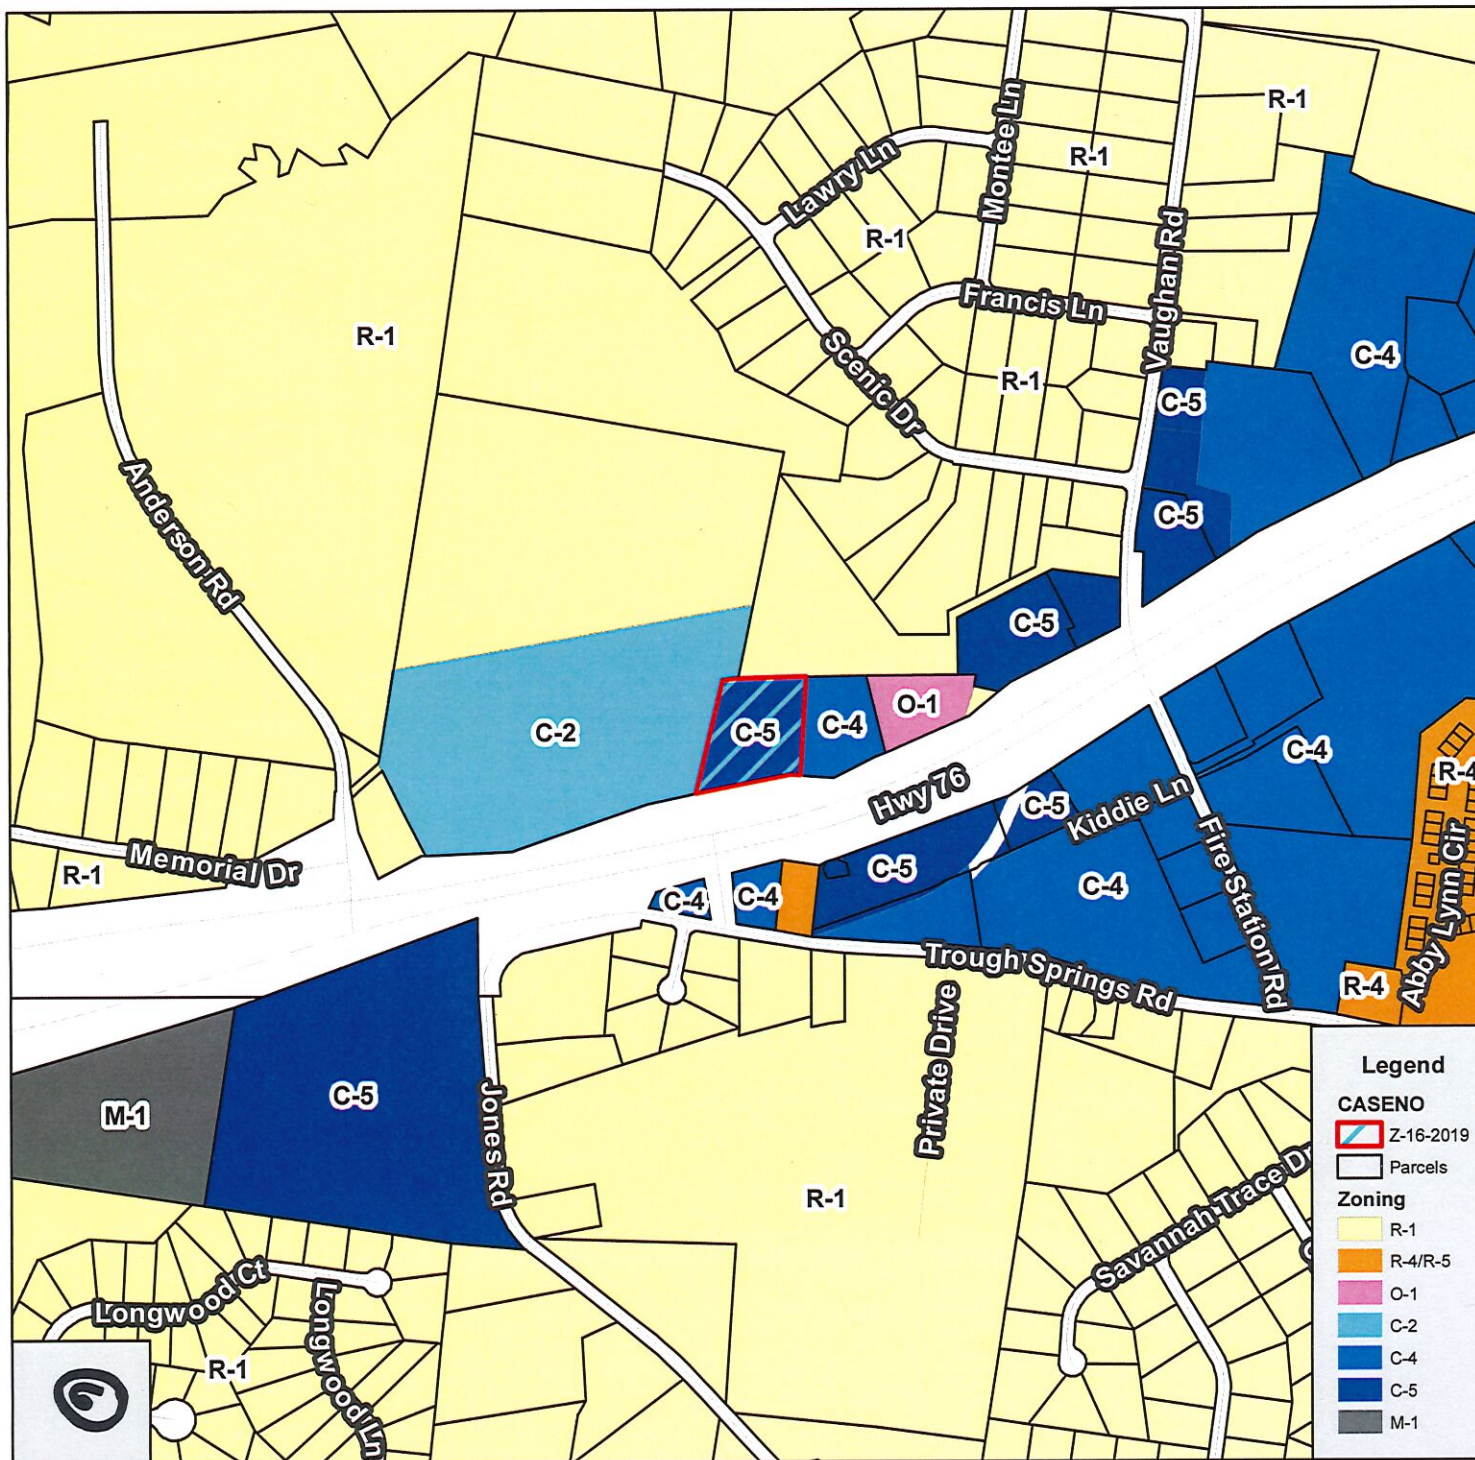 R-1
Montee Ln
R-1
Lawry Ln
R-1
Vaughan Rd
Francis Ln
R-1
Scenic Dr
C-4
R-1
C-5
Anderson Rd
C-5
C-5
O-1
C-2
C-5
C-4
C-4
R-4
Hwy 76
C-5
Kiddie Ln
Fire Station Rd
Memorial Dr
R-1
C-5
C-4
C-4
C-4
Abby Lynn Cir
Trough Springs Rd
R-4
Private Drive
M-1
C-5
Jones Rd
R-1
Savannah Trace Dr
Longwood Ct
Longwood Ln
R-1
Legend
CASENO
Z-16-2019
Parcels
Zoning
R-1
R-4/R-5
O-1
C-2
C-4
C-5
M-1